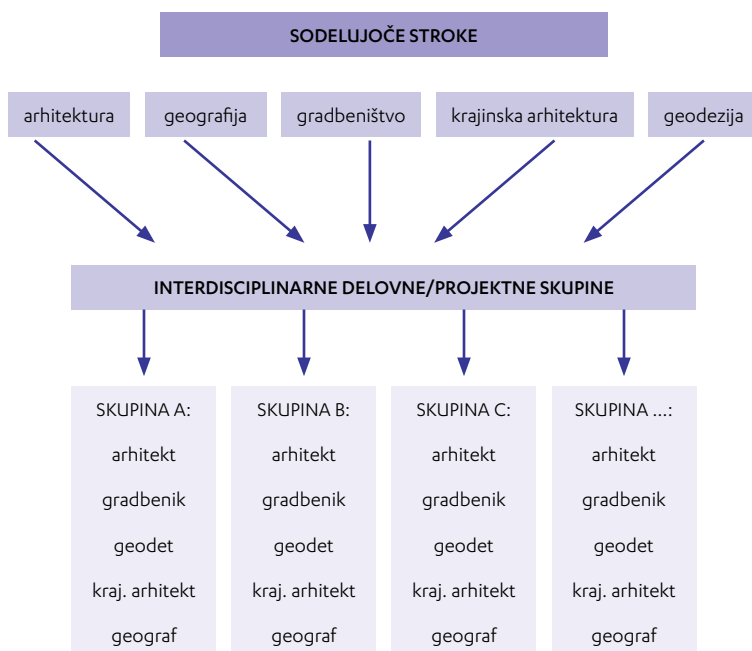 SODELUJOČE STROKE
arhitektura
geografija
gradbeništvo
krajinska arhitektura
geodezija
INTERDISCIPLINARNE DELOVNE/PROJEKTNE SKUPINE
SKUPINA A:
arhitekt
gradbenik
geodet
kraj. arhitekt
geograf
SKUPINA B:
arhitekt
gradbenik
geodet
kraj. arhitekt
geograf
SKUPINA C:
arhitekt
gradbenik
geodet
kraj. arhitekt
geograf
SKUPINA ...:
arhitekt
gradbenik
geodet
kraj. arhitekt
geograf